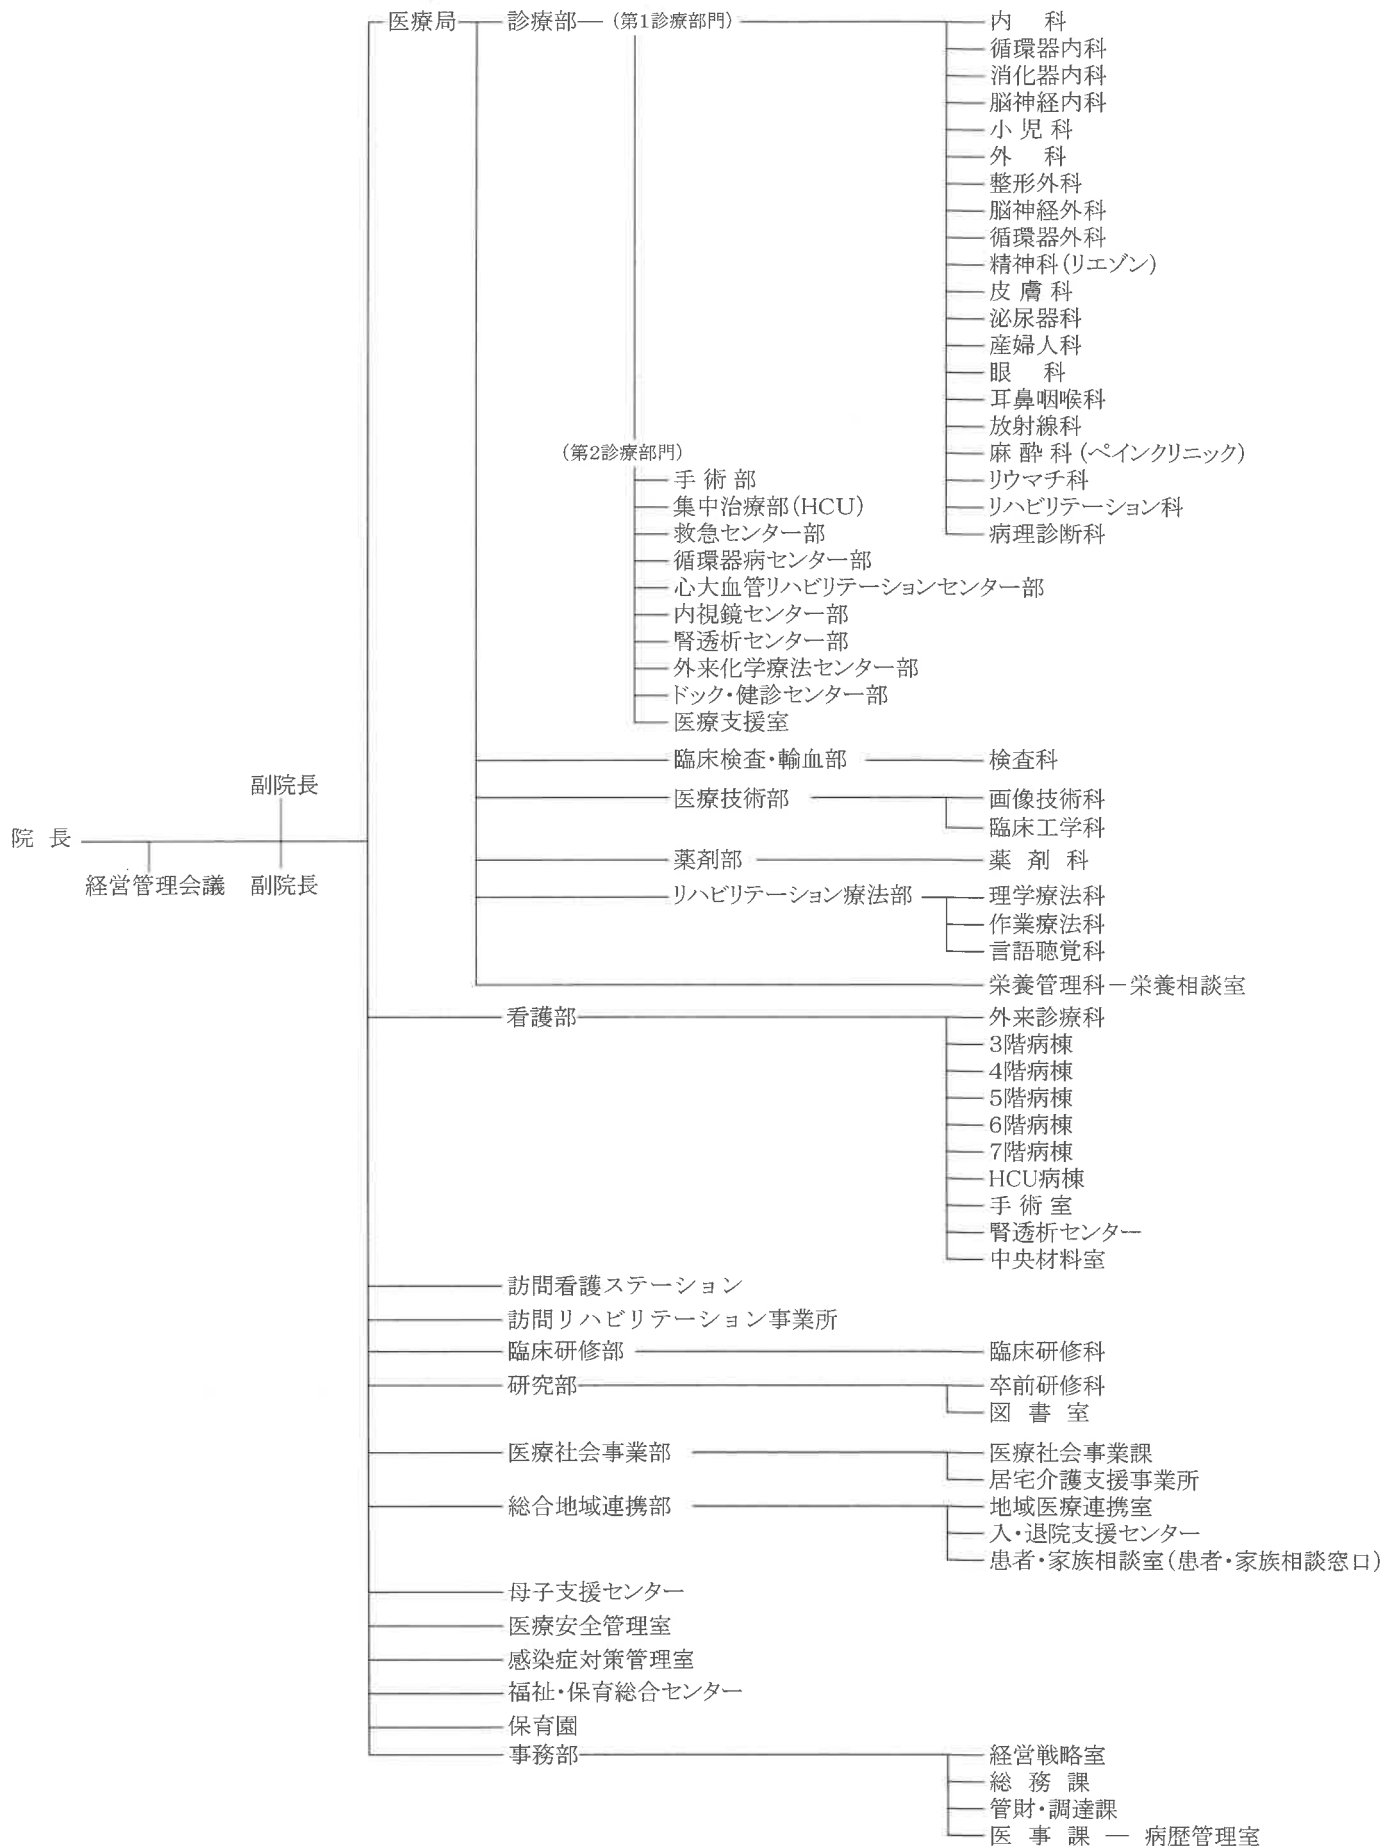 医療局 診療部 (第1診療部門) 内 科
循環器内科
消化器内科
脳神経内科
小 児 科
外 科
整形外科
脳神経外科
循環器外科
精神科(リエゾン)
皮 膚 科
泌尿器科
産婦人科
眼 科
耳鼻咽喉科
放射線科
(第2診療部門) 麻 酔 科 (ペインクリニック)
手 術 部 リウマチ科
集中治療部(HCU) リハビリテーション科
救急センター部 病理診断科
循環器病センター部
心大血管リハビリテーションセンター部
内視鏡センター部
腎透析センター部
外来化学療法センター部
ドック・健診センター部
医療支援室
臨床検査・輸血部 検査科
副院長
医療技術部 画像技術科
臨床工学科
院 長
薬剤部 薬 剤 科
経営管理会議 副院長
リハビリテーション療法部 理学療法科
作業療法科
言語聴覚科
栄養管理科－栄養相談室
看護部 外来診療科
3階病棟
4階病棟
5階病棟
6階病棟
7階病棟
HCU病棟
手 術 室
腎透析センター
中央材料室
訪問看護ステーション
訪問リハビリテーション事業所
臨床研修部 臨床研修科
研究部 卒前研修科
図 書 室
医療社会事業部 医療社会事業課
居宅介護支援事業所
総合地域連携部 地域医療連携室
入・退院支援センター
患者・家族相談室(患者・家族相談窓口)
母子支援センター
医療安全管理室
感染症対策管理室
福祉・保育総合センター
保育園
事務部 経営戦略室
総 務 課
管財・調達課
医 事 課 ― 病歴管理室